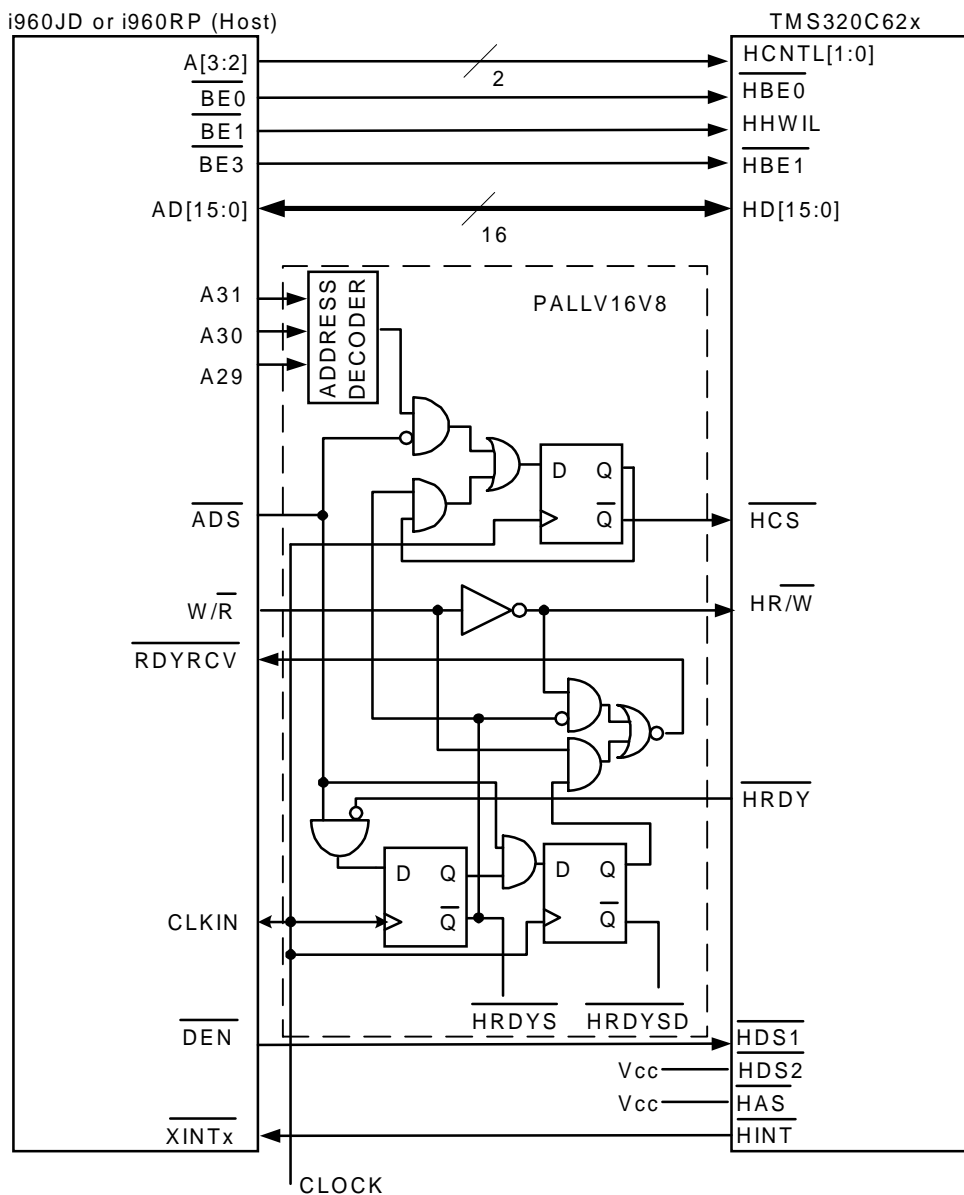 i960JD or i960RP (Host)
TMS320C62x
A[3:2]
2
HCNTL[1:0]
BE0
HBE0
BE1
HHWIL
BE3
HBE1
AD[15:0]
16
HD[15:0]
A31
A30
A29
ADDRESS
DECODER
PALLV16V8
D
Q
Q
ADS
HCS
W/R
HR/W
RDYRCV
HRDY
D
Q
Q
D
Q
Q
CLKIN
HRDYS
HRDYSD
DEN
HDS1
Vcc
HDS2
Vcc
HAS
XINTx
HINT
CLOCK